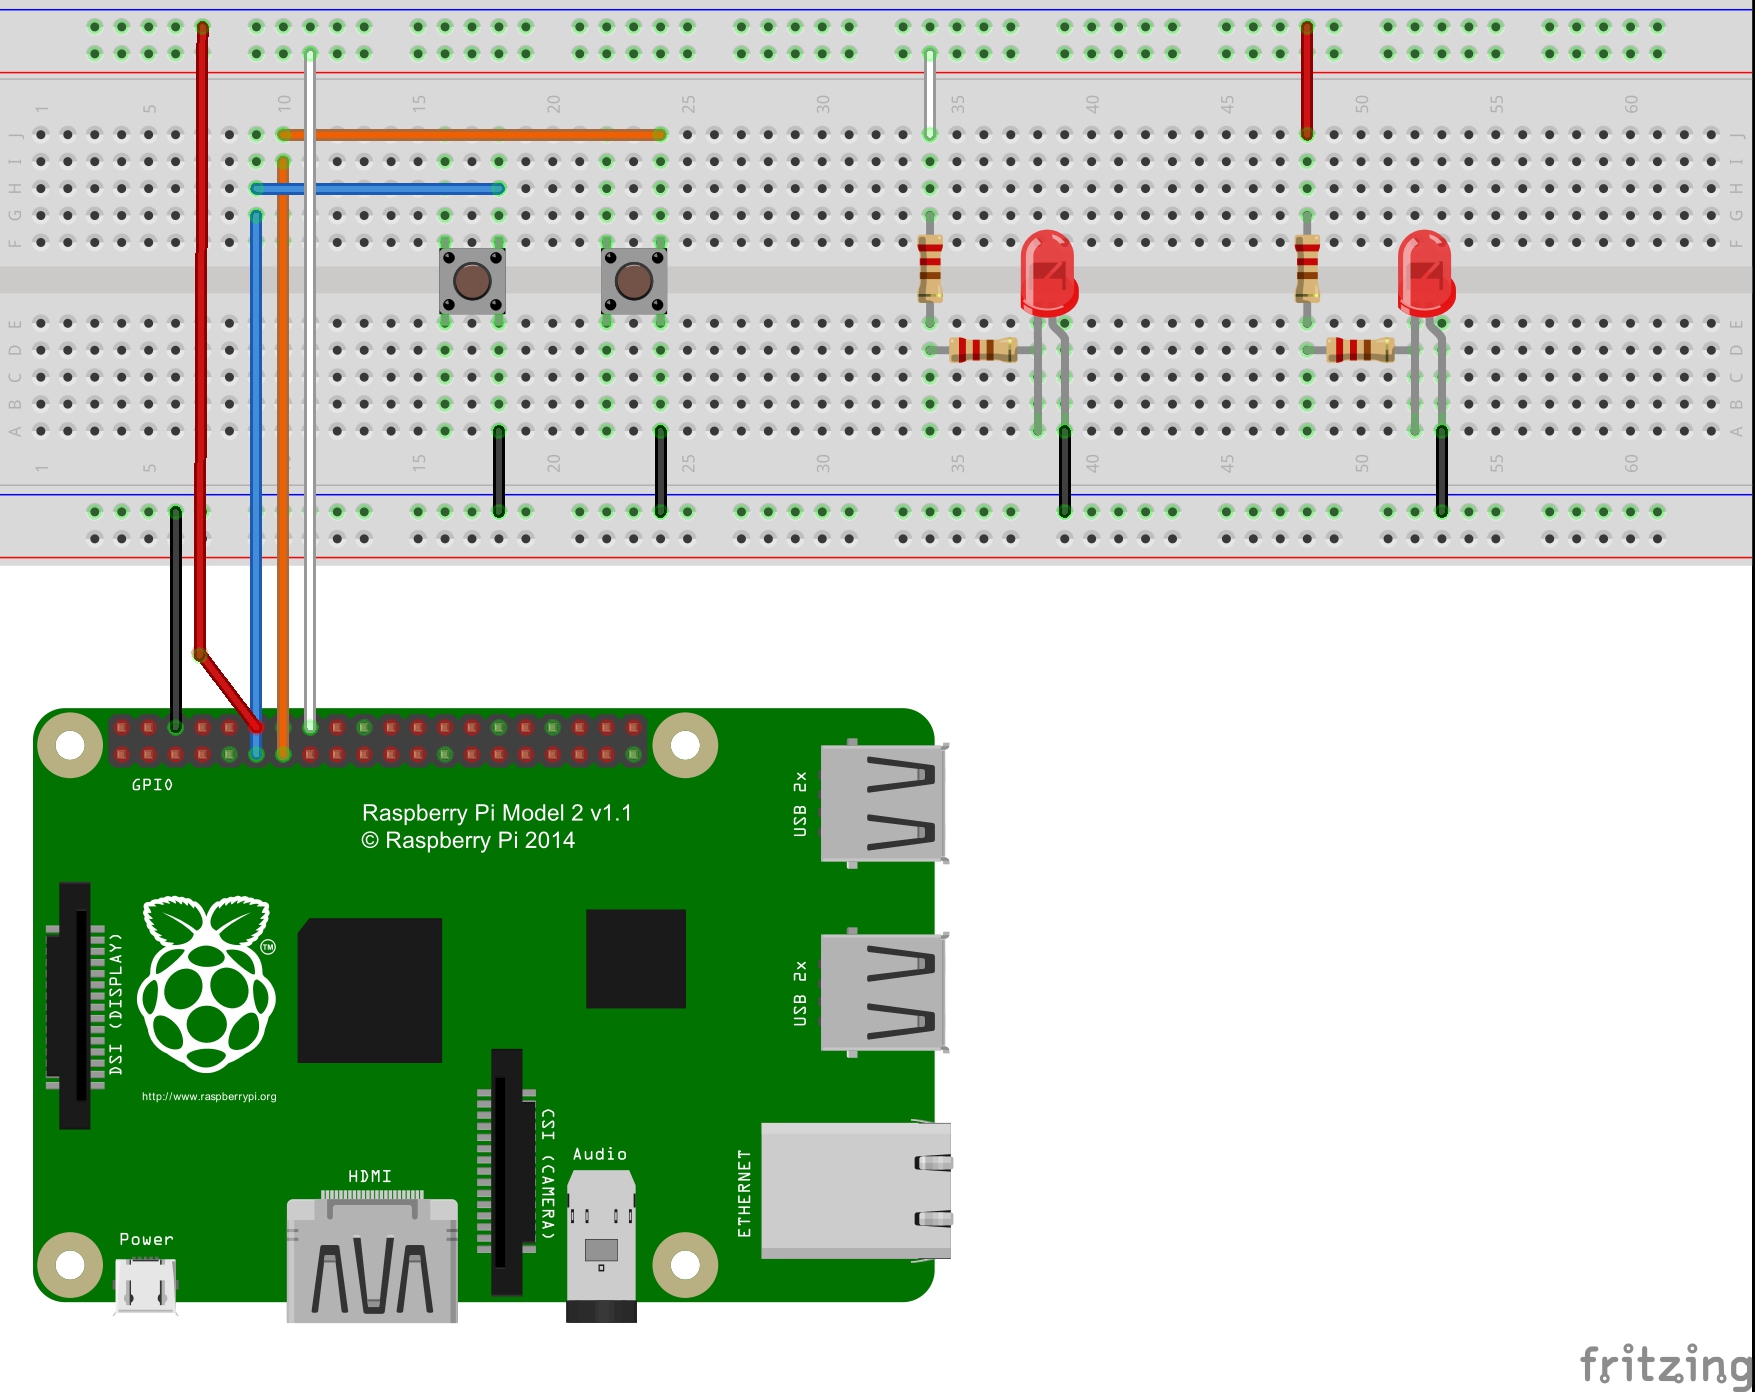 1 5 10 15 20 25 30 35 40 45 50 55 60
J J
I I
H H
G G
F F
E E
D D
C C
B B
A A
1 5 15 20 25 30 35 40 45 50 55 60
GPIO
Raspberry Pi Model 2 v1.1
© Raspberry Pi 2014
USB 2x
USB 2x
DSI (DISPLAY)
TM
http://www.raspberrypi.org
CSI (CAMERA)
Audio
ETHERNET
HDMI
Power
fritzing